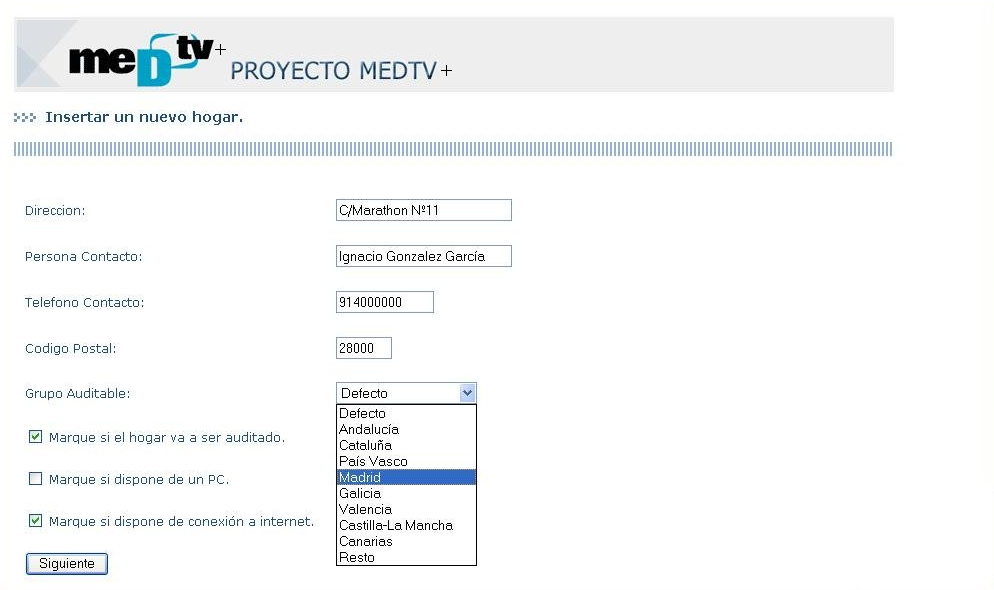 meDtv+ PROYECTO MEDTV+
Insertar un nuevo hogar.
Direccion: C/Marathon Nº11
Persona Contacto: Ignacio Gonzalez García
Telefono Contacto: 914000000
Codigo Postal: 28000
Grupo Auditable: Defecto
Defecto
Andalucía
Cataluña
País Vasco
Madrid
Galicia
Valencia
Castilla-La Mancha
Canarias
Resto
Marque si el hogar va a ser auditado.
Marque si dispone de un PC.
Marque si dispone de conexión a internet.
Siguiente